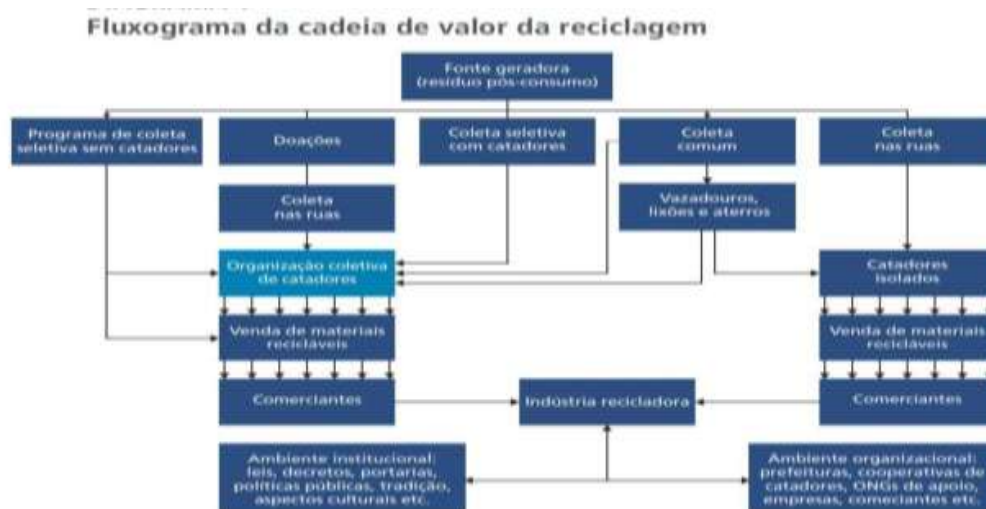 Fluxograma da cadeia de valor da reciclagem
Fonte geradora
(resíduo pós-consumo)
Programa de coleta
seletiva sem catadores
Doações
Coleta seletiva
com catadores
Coleta
comum
Coleta
nas ruas
Coleta
nas ruas
Vazadouros,
lixões e aterros
Organização coletiva
de catadores
Catadores
isolados
Venda de materiais
recicláveis
Venda de materiais
recicláveis
Comerciantes
Indústria recicladora
Comerciantes
Ambiente institucional:
leis, decretos, portarias,
políticas públicas, tradição,
aspectos culturais etc.
Ambiente organizacional:
prefeituras, cooperativas de
catadores, ONGs de apoio,
empresas, comeciantes etc.